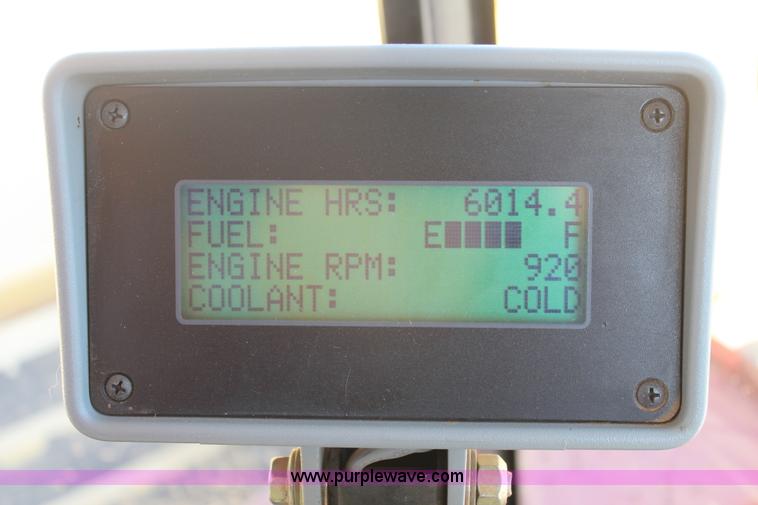 ENGINE HRS: 6014.4
FUEL: E F
ENGINE RPM: 920
COOLANT: COLD
www.purplewave.com